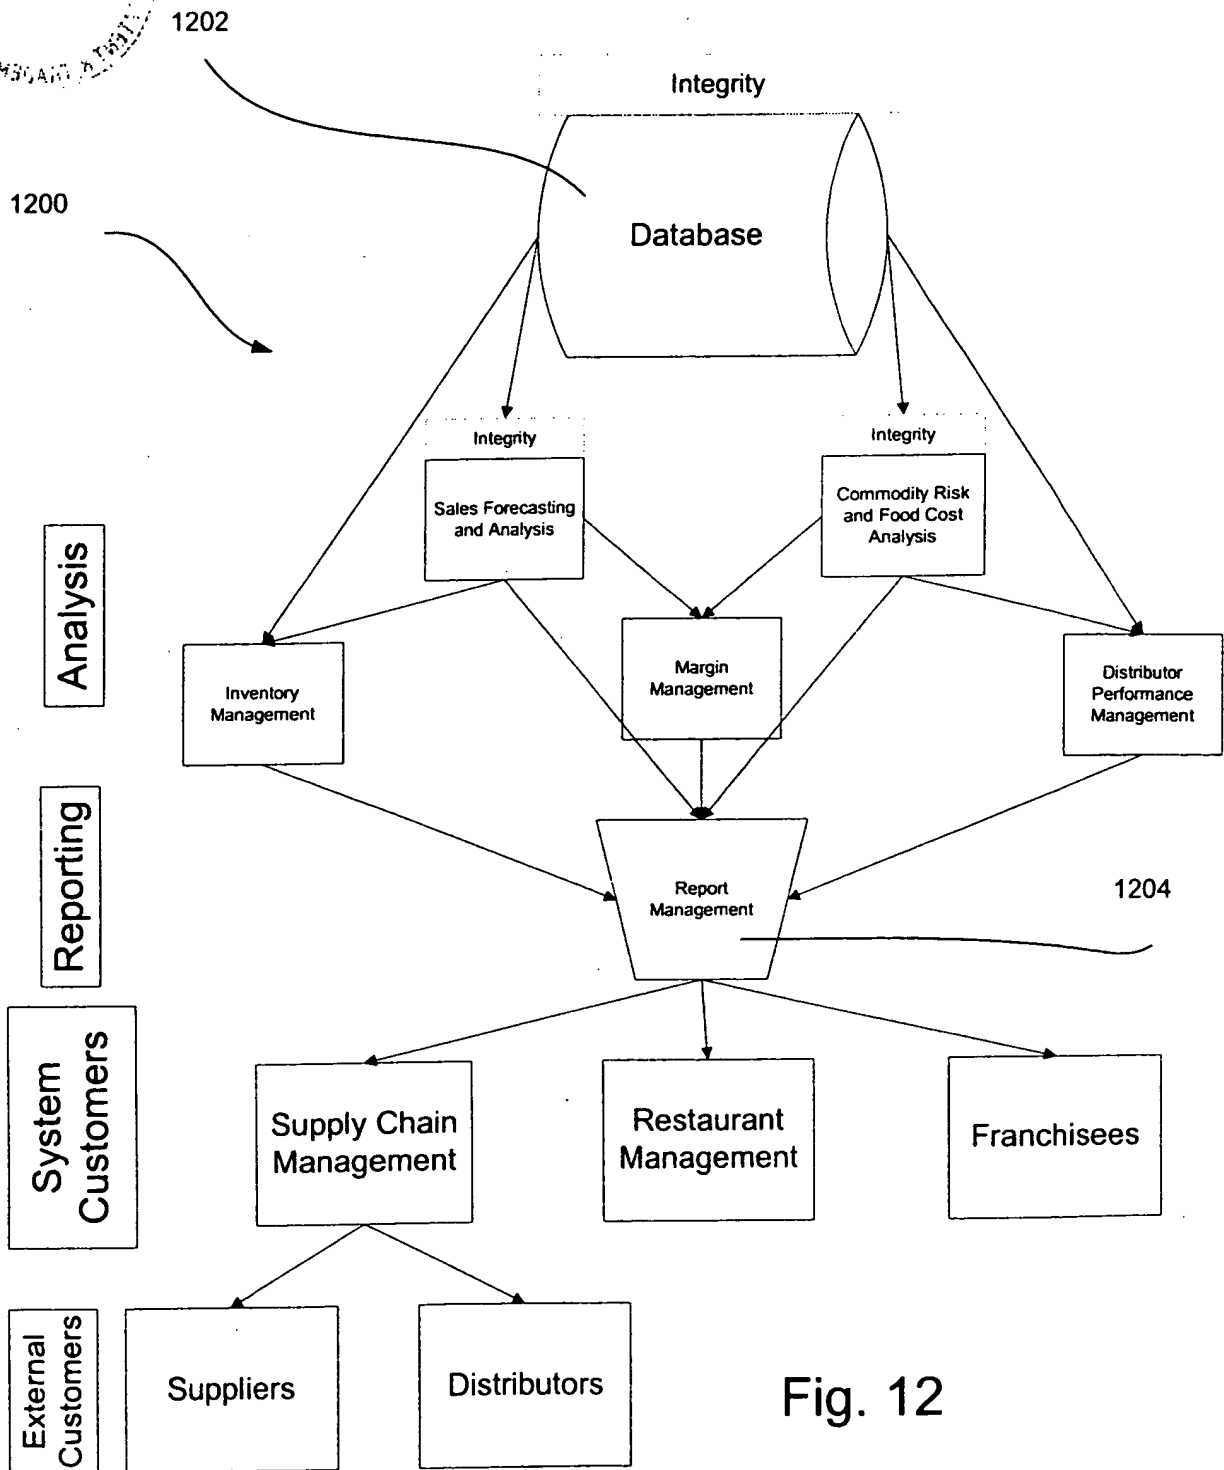 1202
Integrity
1200
Database
Integrity
Integrity
Sales Forecasting
and Analysis
Commodity Risk
and Food Cost
Analysis
Analysis
Inventory
Management
Margin
Management
Distributor
Performance
Management
Reporting
Report
Management
1204
System
Customers
Supply Chain
Management
Restaurant
Management
Franchisees
External
Customers
Suppliers
Distributors
Fig. 12